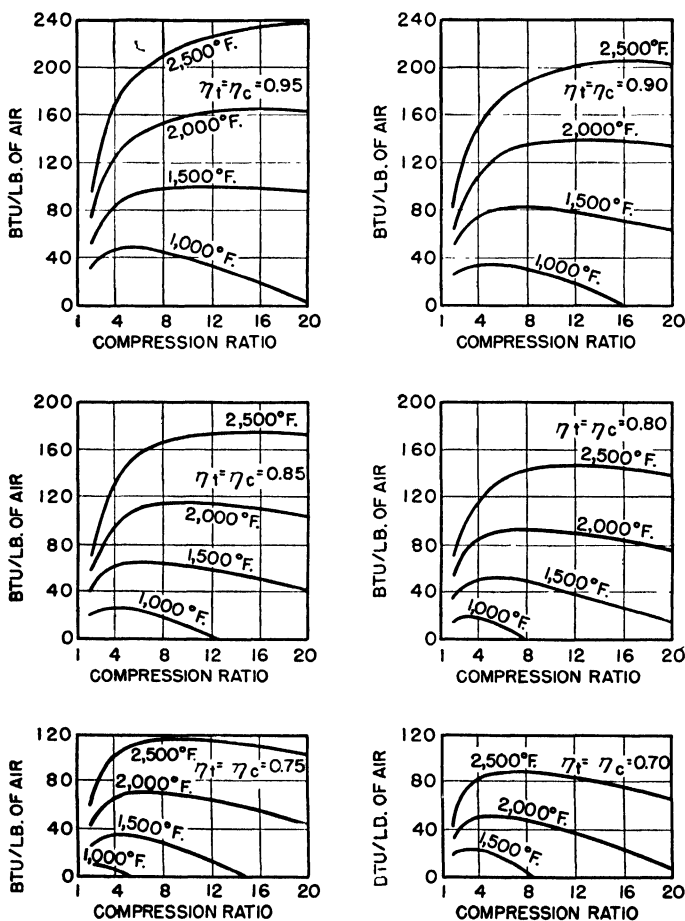 BTU/LB. OF AIR
240
200
160
120
80
40
0
2,500°F.
ηt=ηc=0.95
2,000°F.
1,500°F.
1,000°F.
1 4 8 12 16 20
COMPRESSION RATIO
BTU/LB. OF AIR
240
200
160
120
80
40
0
2,500°F.
ηt=ηc=0.90
2,000°F.
1,500°F.
1,000°F.
1 4 8 12 16 20
COMPRESSION RATIO
BTU/LB. OF AIR
200
160
120
80
40
0
2,500°F.
ηt=ηc=0.85
2,000°F.
1,500°F.
1,000°F.
1 4 8 12 16 20
COMPRESSION RATIO
BTU/LB. OF AIR
200
160
120
80
40
0
ηt=ηc=0.80
2,500°F.
2,000°F.
1,500°F.
1,000°F.
1 4 8 12 16 20
COMPRESSION RATIO
BTU/LB. OF AIR
120
80
40
0
2,500°F.
ηt= ηc=0.75
2,000°F.
1,500°F.
1,000°F.
1 4 8 12 16 20
COMPRESSION RATIO
BTU/LB. OF AIR
120
80
40
0
2,500°F.
ηt= ηc=0.70
2,000°F.
1,500°F.
1 4 8 12 16 20
COMPRESSION RATIO